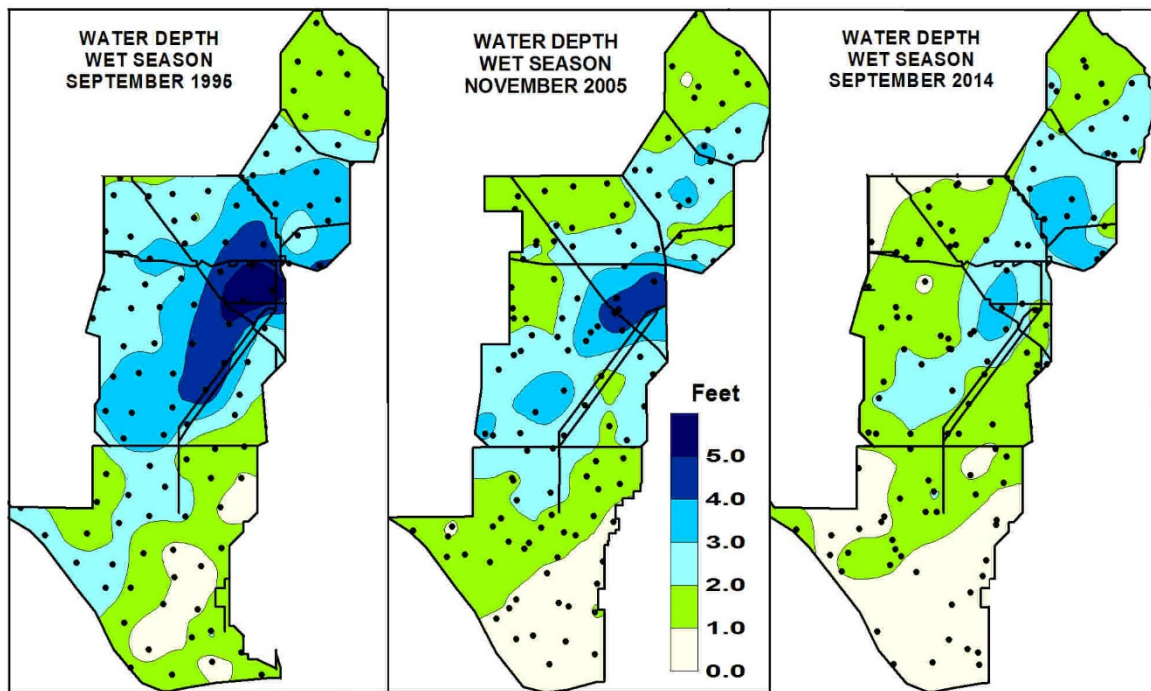 WATER DEPTH
WET SEASON
SEPTEMBER 1995
WATER DEPTH
WET SEASON
NOVEMBER 2005
WATER DEPTH
WET SEASON
SEPTEMBER 2014
Feet
5.0
4.0
3.0
2.0
1.0
0.0